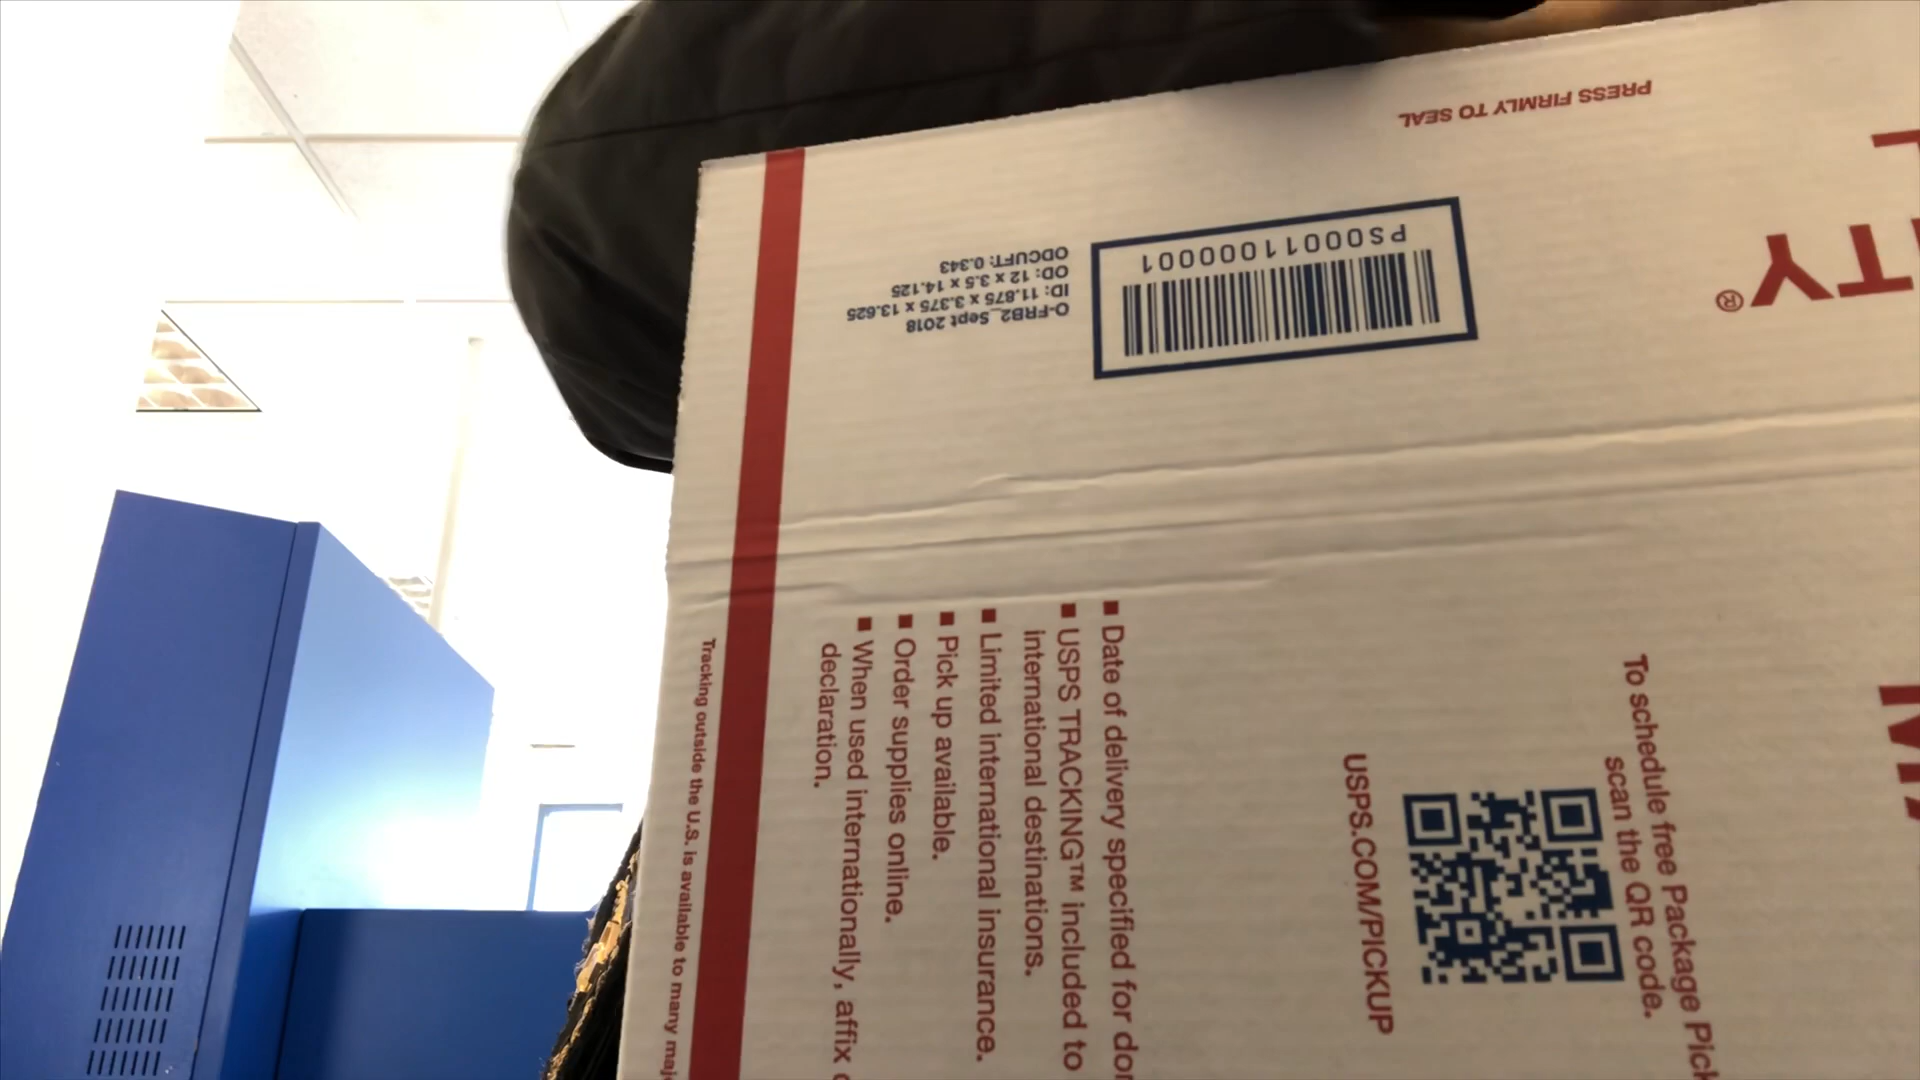 PRESS FIRMLY TO SEAL
TY®
PS00011000001
O-FRB2_Sept 2018
ID: 11.875 x 3.375 x 13.625
OD: 12 x 3.5 x 14.125
ODCUFT: 0.343
To schedule free Package
scan the QR code.
USPS.COM/PICKUP
■ Date of delivery specified for
■ USPS TRACKING™ included to
international destinations.
■ Limited international insurance.
■ Pick up available.
■ Order supplies online.
■ When used internationally, affix
declaration.
Tracking outside the U.S. is available to many